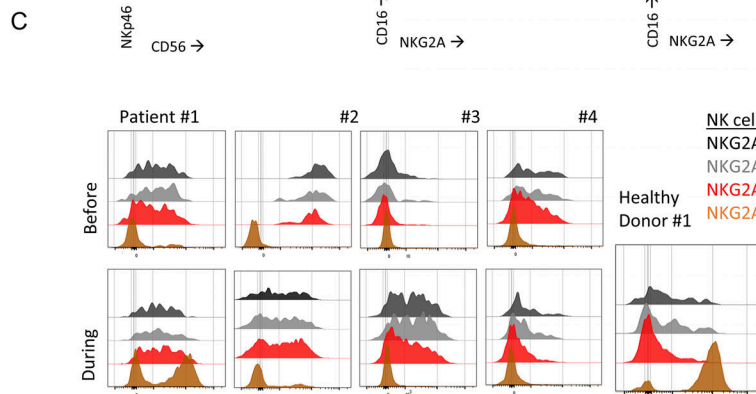 C
NKp46
CD56 →
CD16 →
NKG2A →
CD16 →
NKG2A →
Patient #1
#2
#3
#4
NK cel
NKG2A
NKG2A
NKG2A
NKG2A
Healthy
Donor #1
Before
During